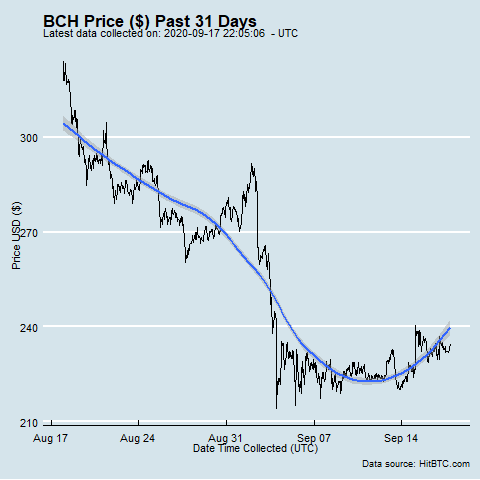 BCH Price ($) Past 31 Days
Latest data collected on: 2020-09-17 22:05:06 - UTC
300
270
240
210
Price USD ($)
Aug 17 Aug 24 Aug 31 Sep 07 Sep 14
Date Time Collected (UTC)
Data source: HitBTC.com